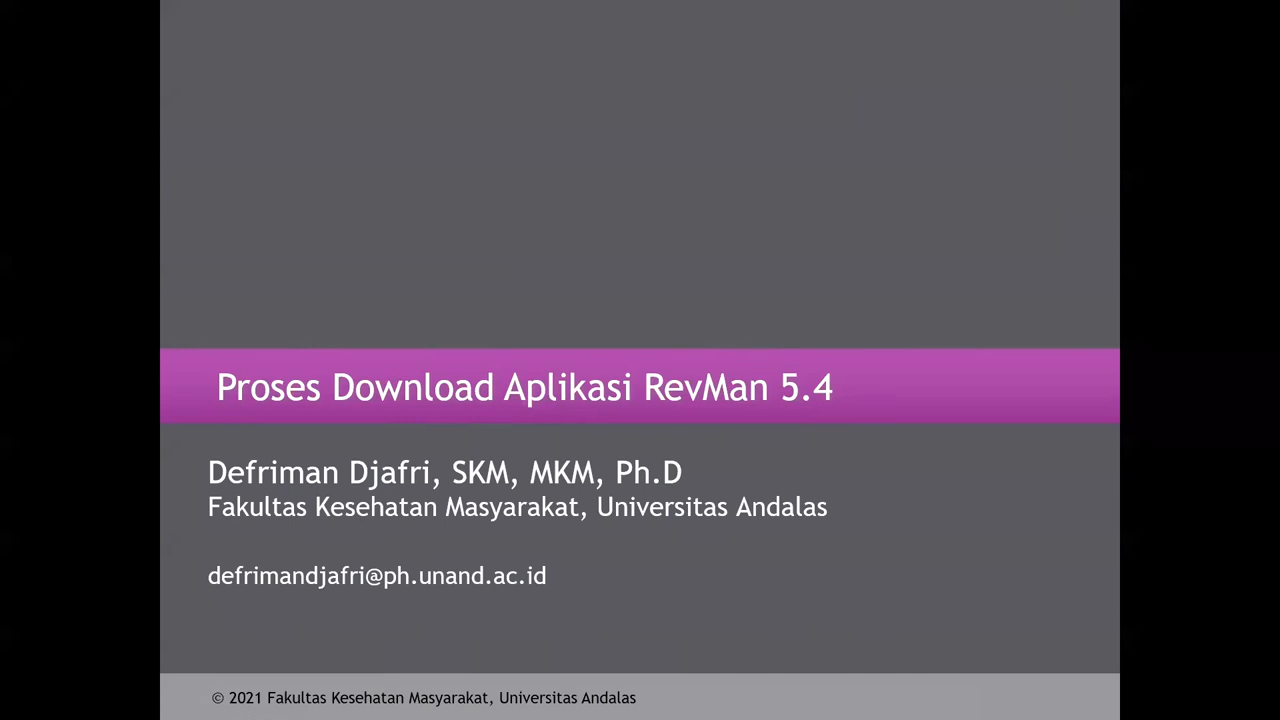 Proses Download Aplikasi RevMan 5.4
Defriman Djafri, SKM, MKM, Ph.D
Fakultas Kesehatan Masyarakat, Universitas Andalas
defrimandjafri@ph.unand.ac.id
© 2021 Fakultas Kesehatan Masyarakat, Universitas Andalas